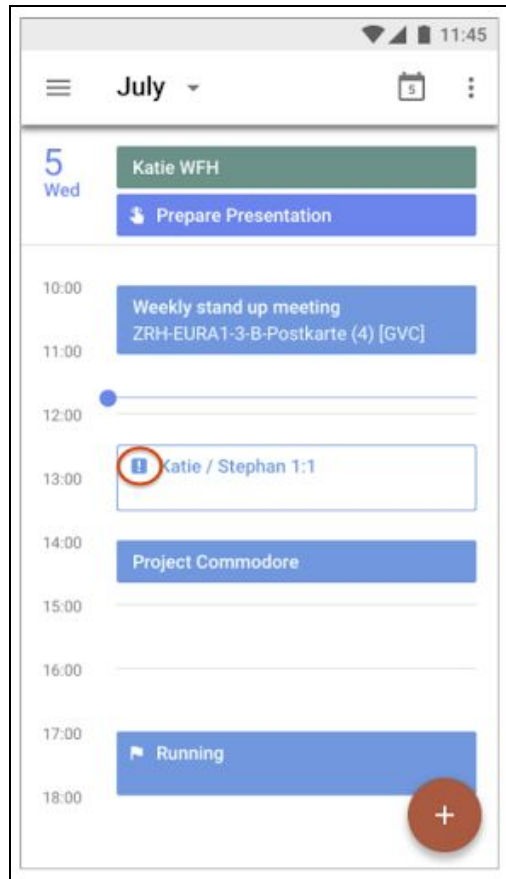 11:45
July
5
5
Wed
Katie WFH
Prepare Presentation
10:00
Weekly stand up meeting
ZRH-EURA1-3-B-Postkarte (4) [GVC]
11:00
12:00
Katie / Stephan 1:1
13:00
14:00
Project Commodore
15:00
16:00
17:00
Running
18:00